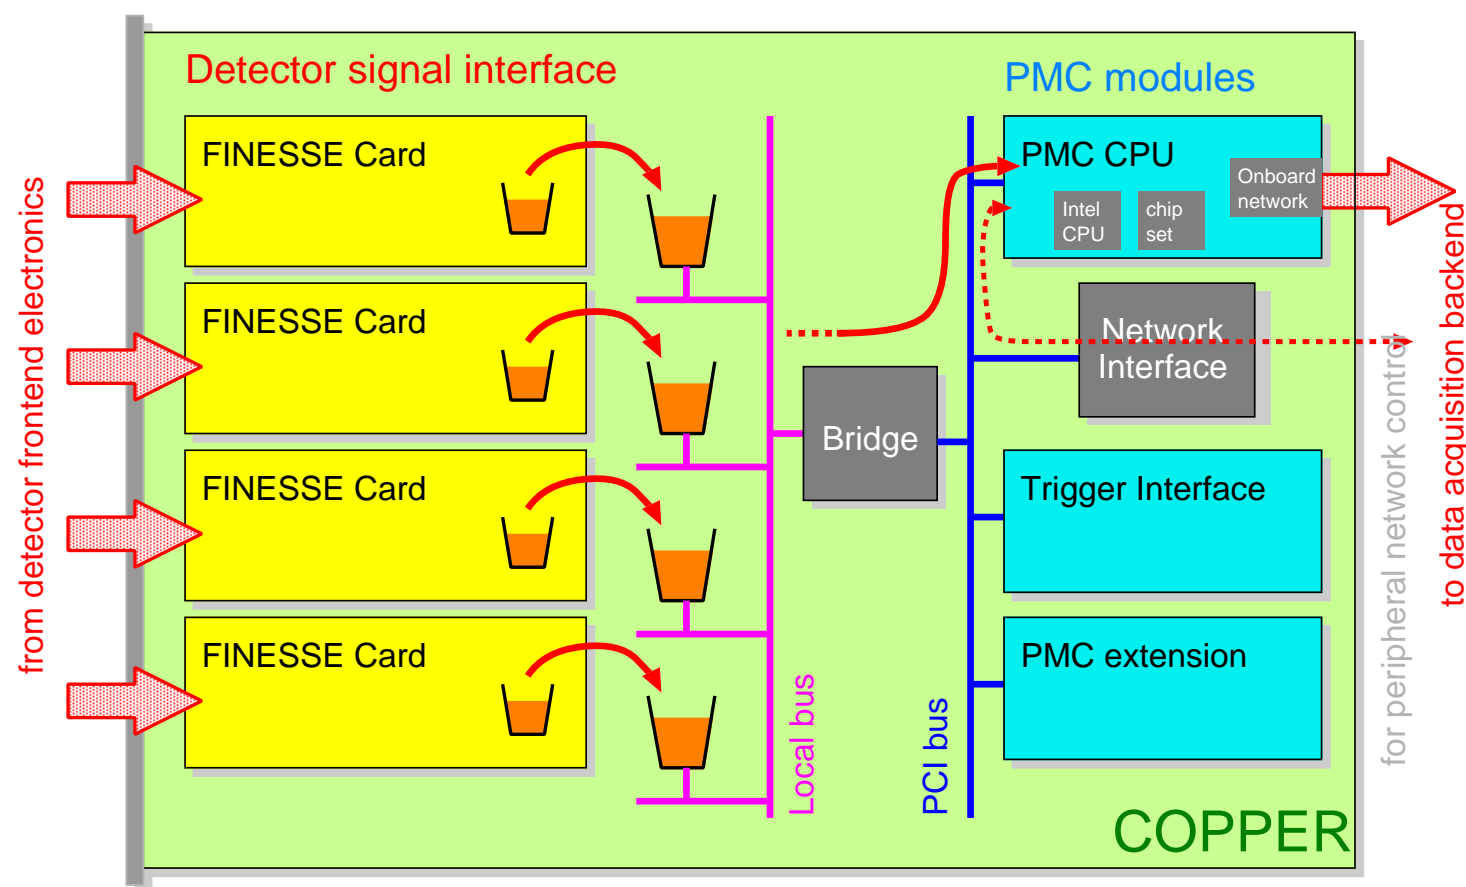 Detector signal interface
PMC modules
from detector frontend electronics
FINESSE Card
FINESSE Card
FINESSE Card
FINESSE Card
Local bus
Bridge
PCI bus
PMC CPU
Intel
CPU
chip
set
Onboard
network
Network
Interface
Trigger Interface
PMC extension
COPPER
for peripheral network control
to data acquisition backend